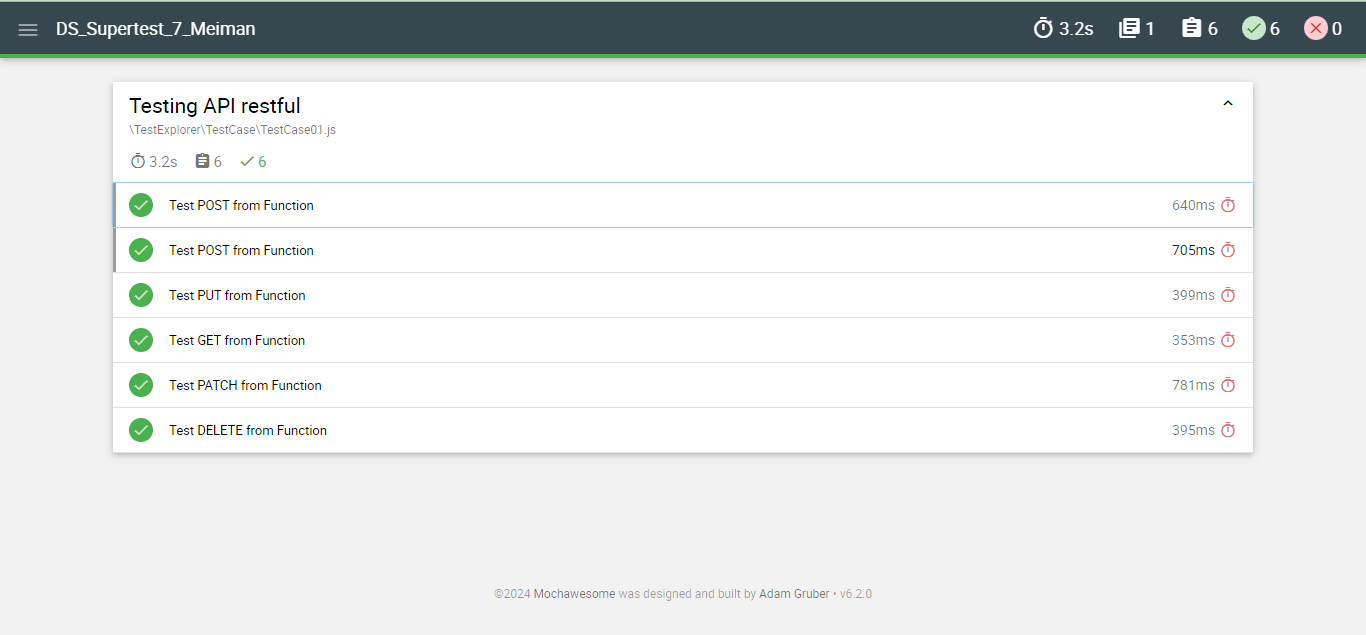 DS_Supertest_7_Meiman 3.2s 1 6 6 0
Testing API restful
\TestExplorer\TestCase\TestCase01.js
3.2s 6 6
Test POST from Function 640ms
Test POST from Function 705ms
Test PUT from Function 399ms
Test GET from Function 353ms
Test PATCH from Function 781ms
Test DELETE from Function 395ms
©2024 Mochawesome was designed and built by Adam Gruber • v6.2.0